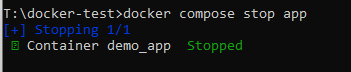 T:\docker-test>docker compose stop app
[+] Stopping 1/1
Container demo_app Stopped